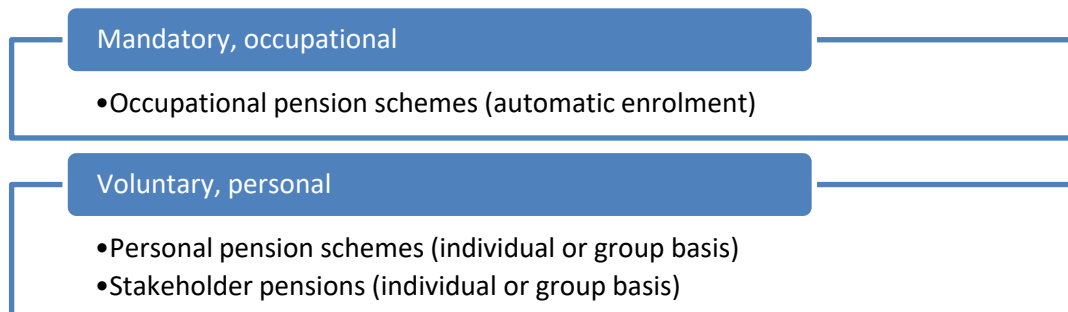 Mandatory, occupational
•Occupational pension schemes (automatic enrolment)
Voluntary, personal
•Personal pension schemes (individual or group basis)
•Stakeholder pensions (individual or group basis)